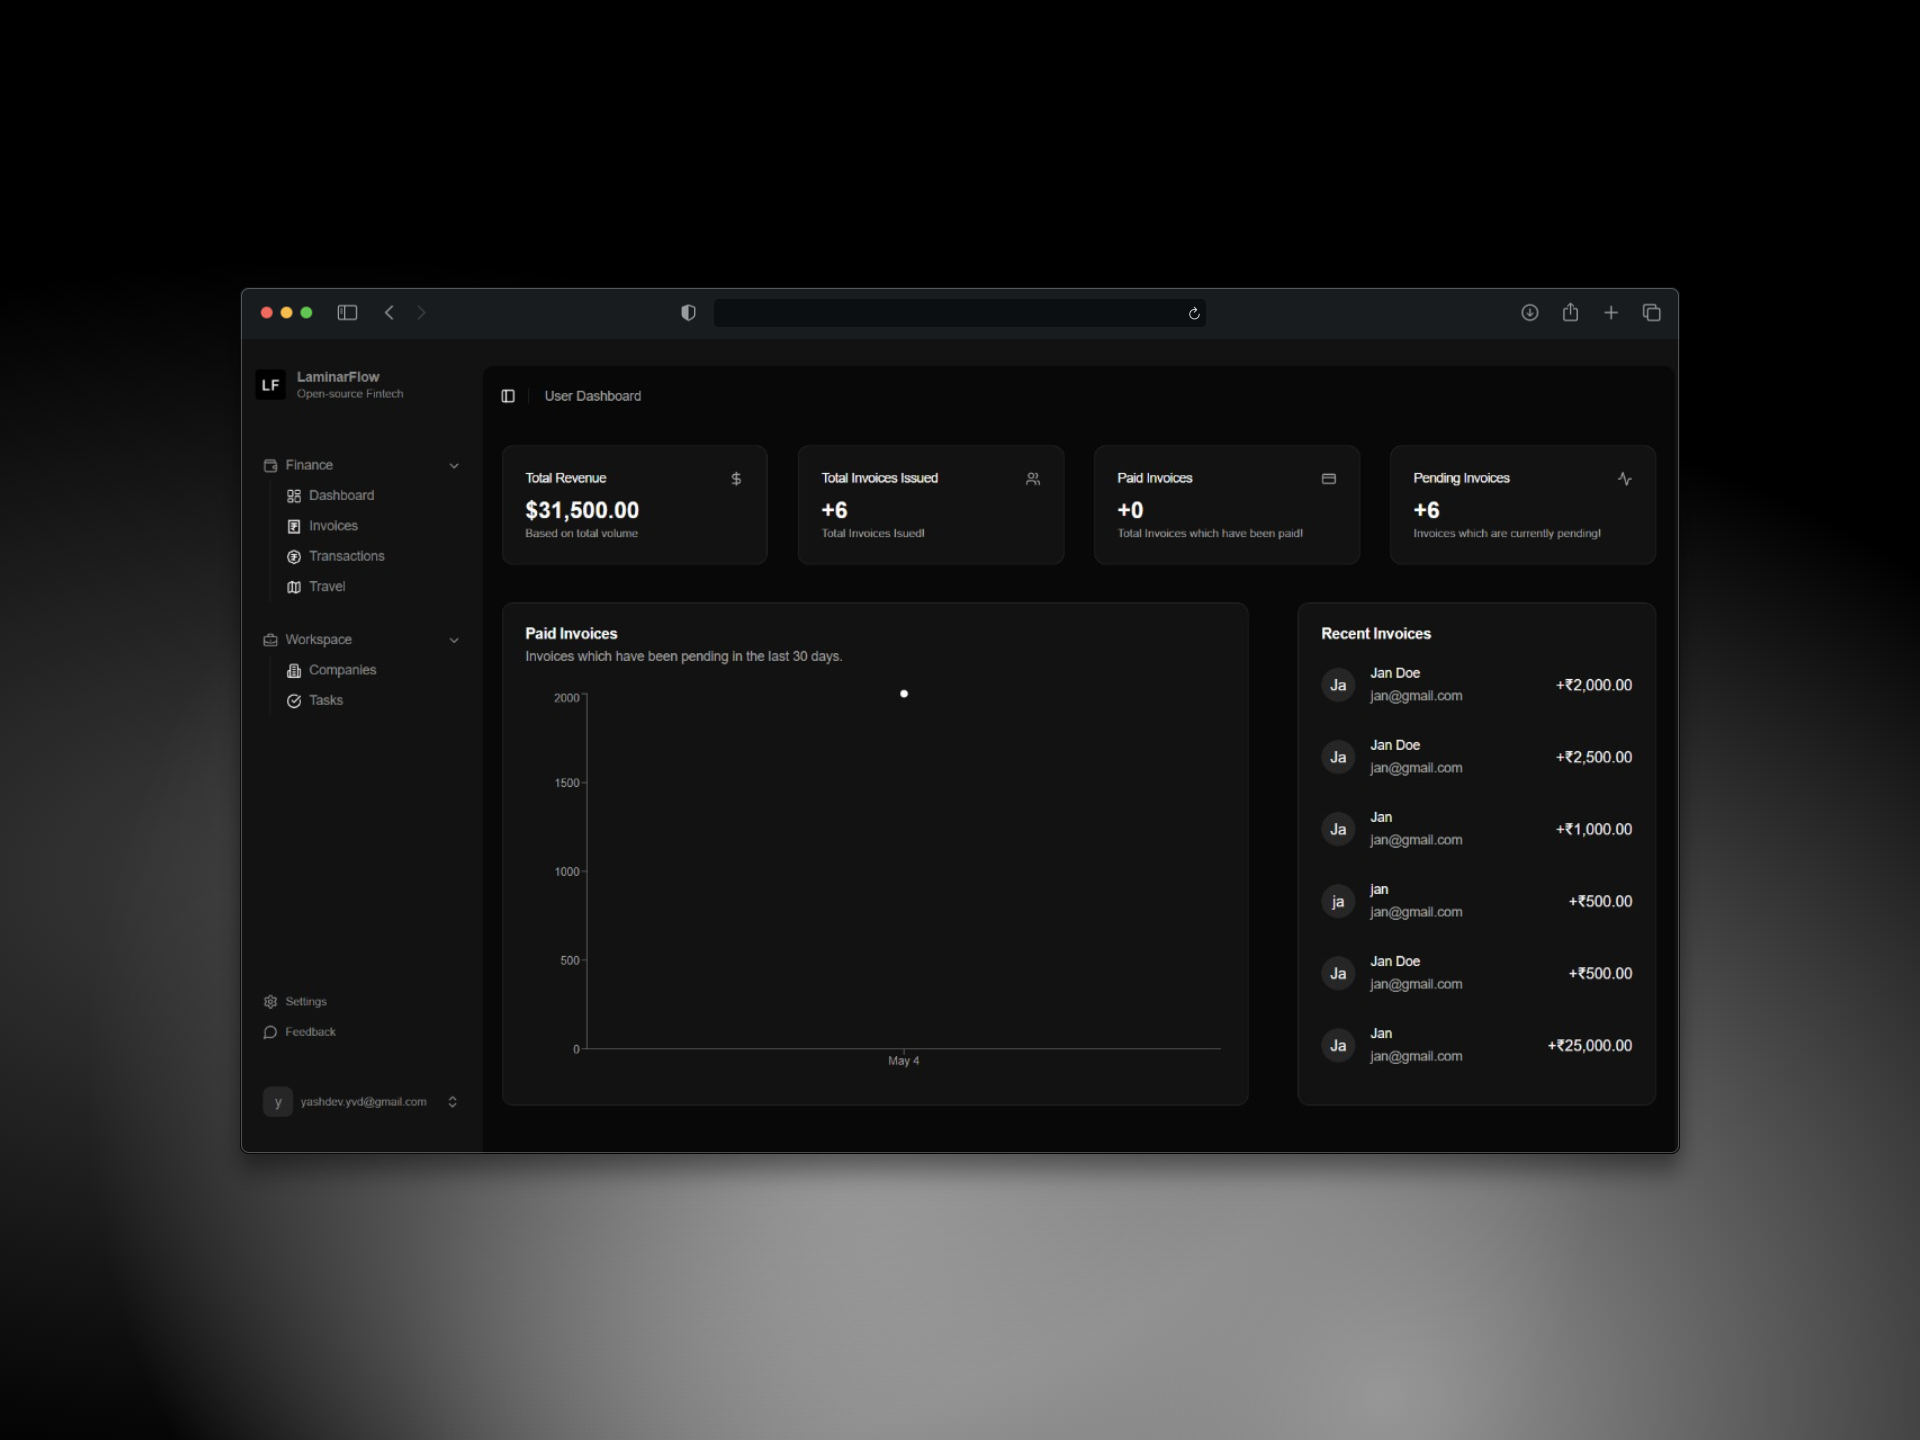 LF
LaminarFlow
Open-source Fintech
Finance
Dashboard
Invoices
Transactions
Travel
Workspace
Companies
Tasks
Settings
Feedback
y
yashdev.yvd@gmail.com
User Dashboard
Total Revenue
$31,500.00
Based on total volume
Total Invoices Issued
+6
Total Invoices Isued!
Paid Invoices
+0
Total Invoices which have been paid!
Pending Invoices
+6
Invoices which are currently pending!
Paid Invoices
Invoices which have been pending in the last 30 days.
2000
1500
1000
500
0
May 4
Recent Invoices
Ja
Jan Doe
jan@gmail.com
+₹2,000.00
Ja
Jan Doe
jan@gmail.com
+₹2,500.00
Ja
Jan
jan@gmail.com
+₹1,000.00
ja
jan
jan@gmail.com
+₹500.00
Ja
Jan Doe
jan@gmail.com
+₹500.00
Ja
Jan
jan@gmail.com
+₹25,000.00